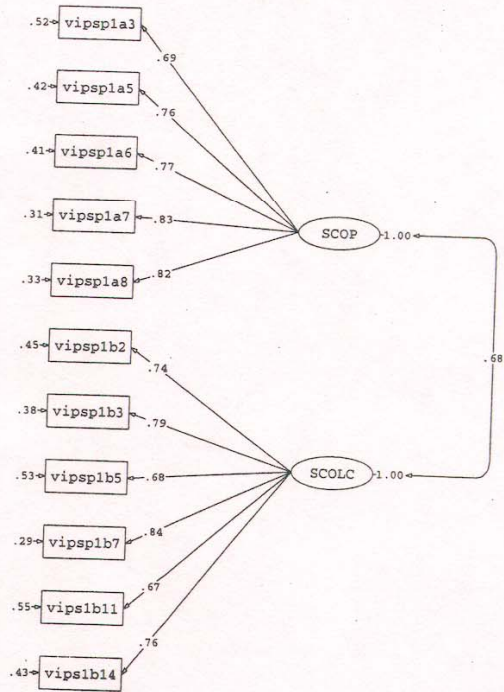 .52 vipsp1a3
.69
.42 vipsp1a5
.76
.41 vipsp1a6
.77
.31 vipsp1a7 .83
SCOP 1.00
.33 vipsp1a8 .82
.45 vipsp1b2
.74
.68
.38 vipsp1b3
.79
.53 vipsp1b5 .68
SCOLC 1.00
.29 vipsp1b7 .84
.67
.55 vips1b11
.76
.43 vips1b14